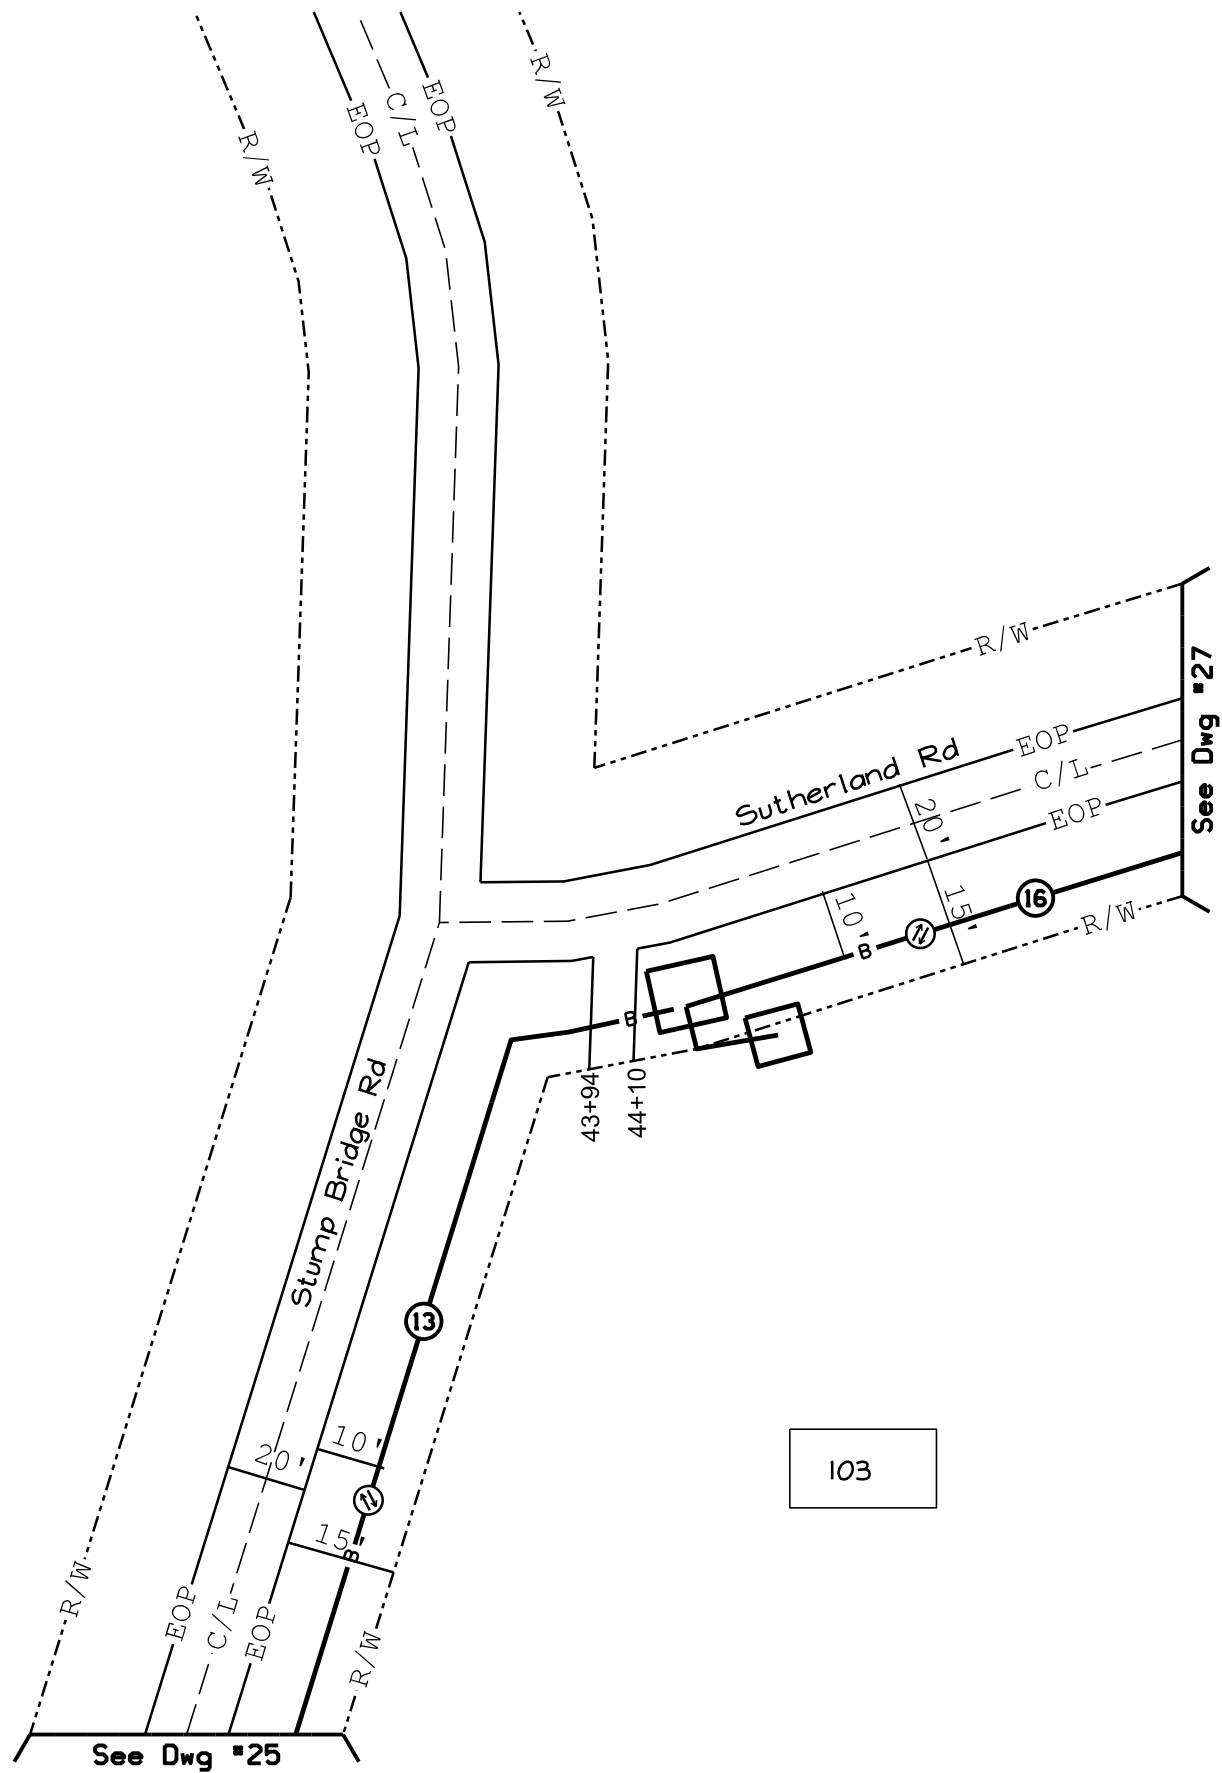 R/W
EOP
C/L
EOP
R/W
R/W
Sutherland Rd
EOP
C/L
EOP
See Dwg #27
20'
10'
15'
B
16
R/W
B
43+94
44+10
Stump Bridge Rd
13
20'
10'
15'
B
103
R/W
EOP
C/L
EOP
R/W
See Dwg #25